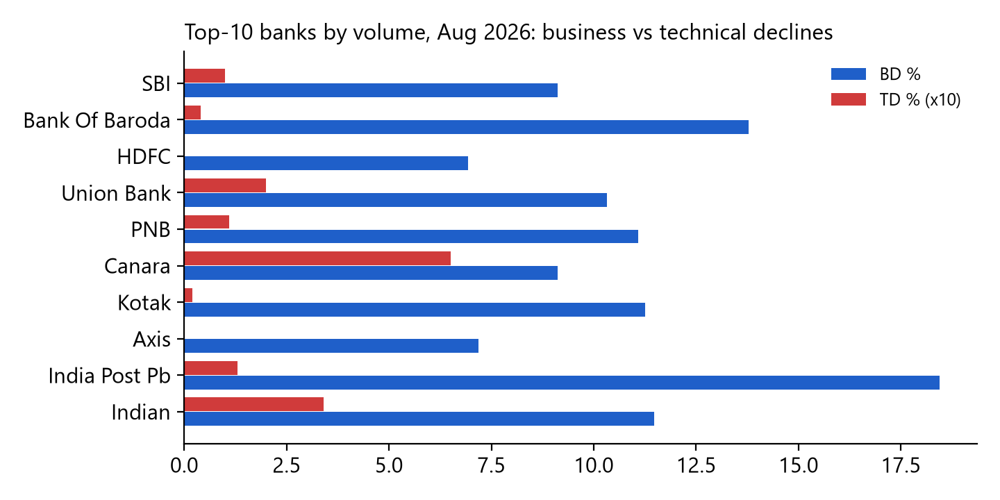 Top-10 banks by volume, Aug 2026: business vs technical declines
BD %
TD % (x10)
SBI
Bank Of Baroda
HDFC
Union Bank
PNB
Canara
Kotak
Axis
India Post Pb
Indian
0.0 2.5 5.0 7.5 10.0 12.5 15.0 17.5